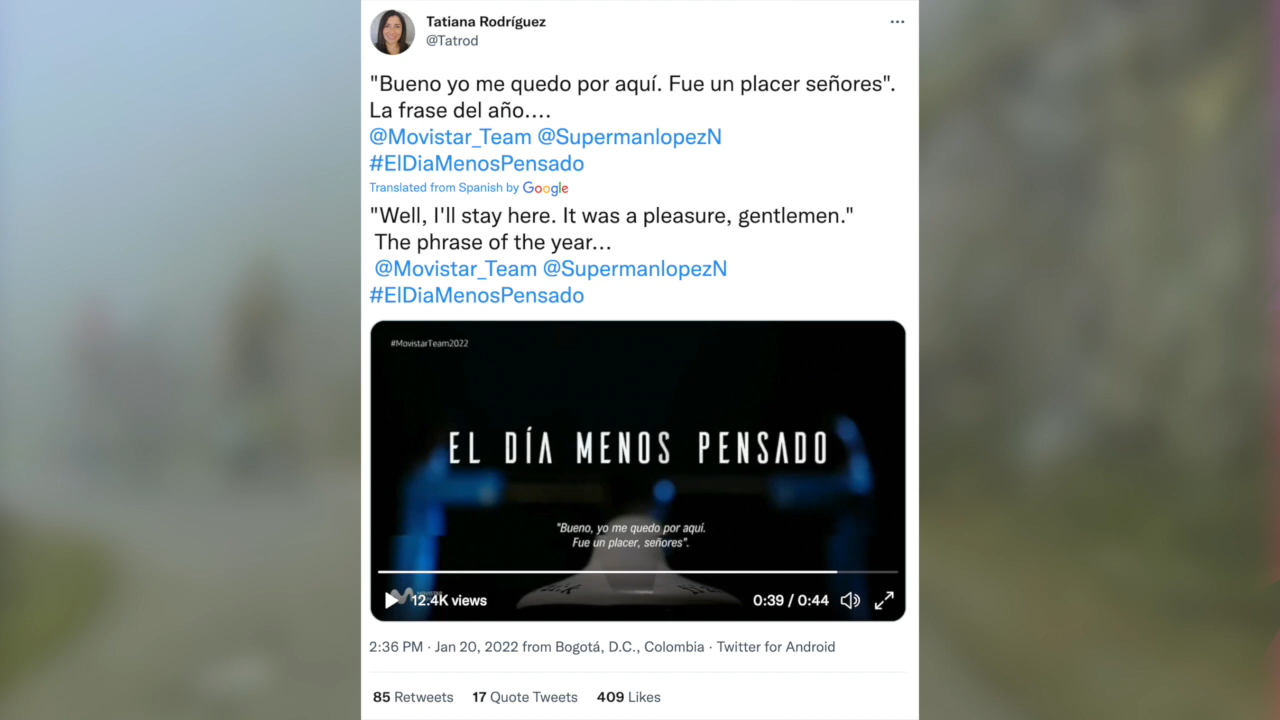 Tatiana Rodríguez
@Tatrod
"Bueno yo me quedo por aquí. Fue un placer señores".
La frase del año....
@Movistar_Team @SupermanlopezN
#ElDiaMenosPensado
Translated from Spanish by Google
"Well, I'll stay here. It was a pleasure, gentlemen."
The phrase of the year...
@Movistar_Team @SupermanlopezN
#ElDiaMenosPensado
#MovistarTeam2022
EL DÍA MENOS PENSADO
"Bueno, yo me quedo por aquí.
Fue un placer, señores".
12.4K views
0:39 / 0:44
2:36 PM · Jan 20, 2022 from Bogotá, D.C., Colombia · Twitter for Android
85 Retweets 17 Quote Tweets 409 Likes